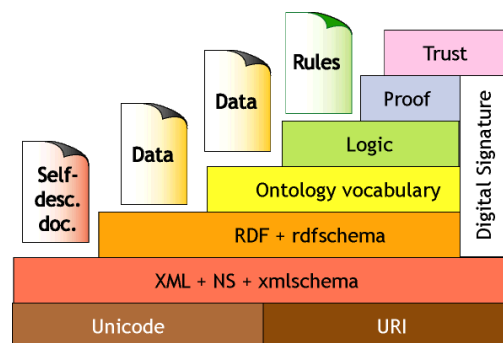 Trust
Rules
Proof
Data
Logic
Data
Ontology vocabulary
Self-
desc.
doc.
RDF + rdfschema
Digital Signature
XML + NS + xmlschema
Unicode
URI